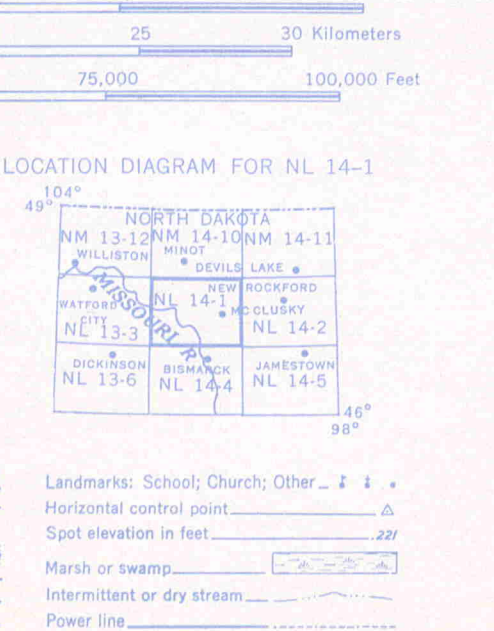 25 30 Kilometers
75,000 100,000 Feet
LOCATION DIAGRAM FOR NL 14-1
104°
49°
NORTH DAKOTA
NM 13-12 NM 14-10 NM 14-11
WILLISTON MINOT
DEVILS LAKE
MISSOURI R
NEW ROCKFORD
WATFORD CITY NL 14-1 MC CLUSKY
NL 13-3 NL 14-2
DICKINSON BISMARCK JAMESTOWN
NL 13-6 NL 14-4 NL 14-5
46°
98°
Landmarks: School; Church; Other
Horizontal control point
Spot elevation in feet .221
Marsh or swamp
Intermittent or dry stream
Power line